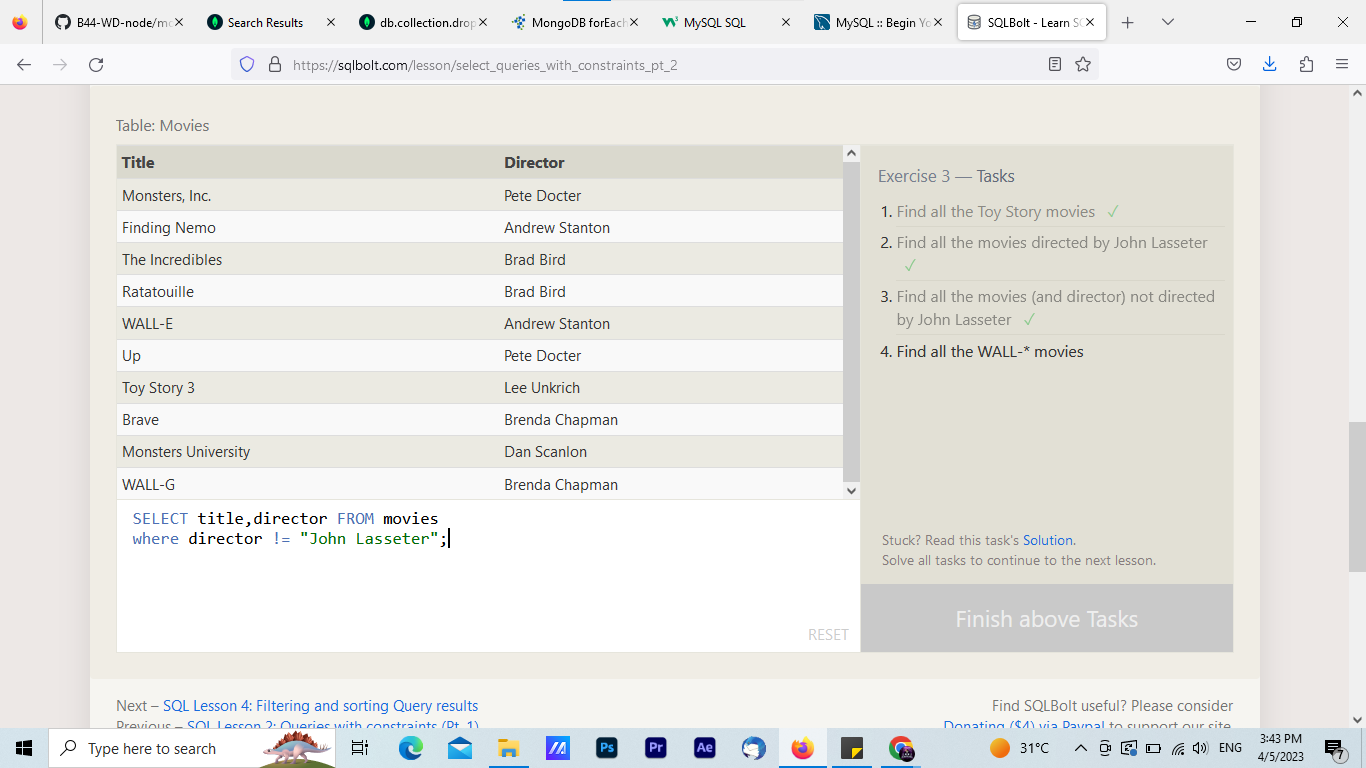 B44-WD-node/mo
Search Results
db.collection.drop
MongoDB forEach
MySQL SQL
MySQL :: Begin Yo
SQLBolt - Learn SQ
https://sqlbolt.com/lesson/select_queries_with_constraints_pt_2
Table: Movies
Title Director
Monsters, Inc. Pete Docter
Finding Nemo Andrew Stanton
The Incredibles Brad Bird
Ratatouille Brad Bird
WALL-E Andrew Stanton
Up Pete Docter
Toy Story 3 Lee Unkrich
Brave Brenda Chapman
Monsters University Dan Scanlon
WALL-G Brenda Chapman
SELECT title,director FROM movies
where director != "John Lasseter";
RESET
Exercise 3 — Tasks
1. Find all the Toy Story movies ✓
2. Find all the movies directed by John Lasseter
✓
3. Find all the movies (and director) not directed
by John Lasseter ✓
4. Find all the WALL-* movies
Stuck? Read this task's Solution.
Solve all tasks to continue to the next lesson.
Finish above Tasks
Next – SQL Lesson 4: Filtering and sorting Query results
Previous – SQL Lesson 2: Queries with constraints (Pt. 1)
Find SQLBolt useful? Please consider
Donating ($4) via Paypal to support our site.
Type here to search
Ps
Pr
Ae
31°C
ENG
3:43 PM
4/5/2023
7